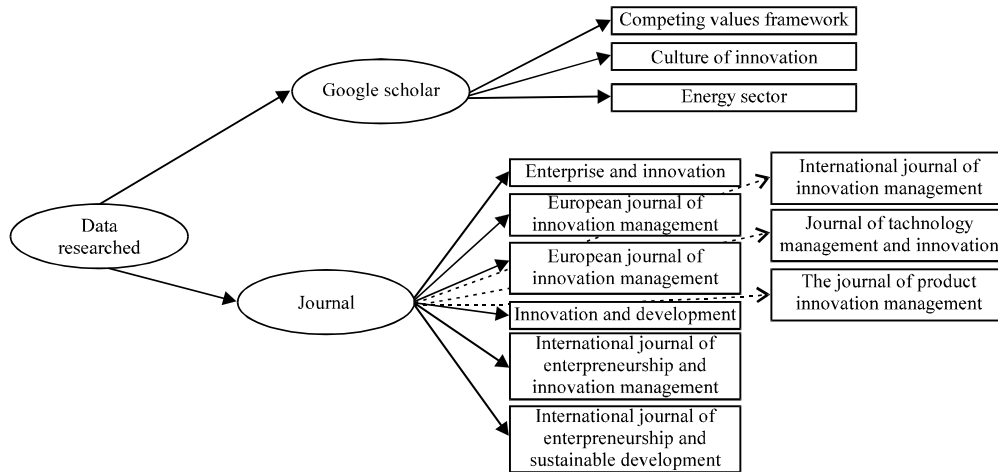 Competing values framework
Culture of innovation
Energy sector
Google scholar
Data
researched
Journal
Enterprise and innovation
European journal of
innovation management
European journal of
innovation management
Innovation and development
International journal of
enterpreneurship and
innovation management
International journal of
enterpreneurship and
sustainable development
International journal of
innovation management
Journal of tachnology
management and innovation
The journal of product
innovation management